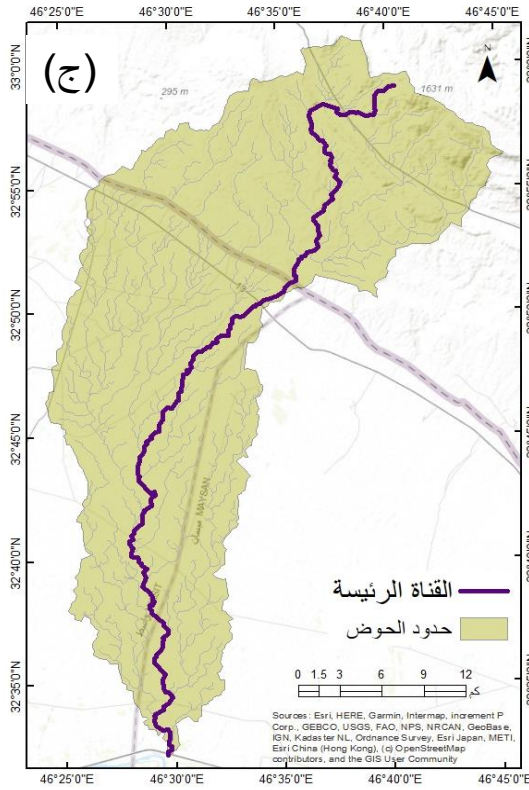 46°25'0"E 46°30'0"E 46°35'0"E 46°40'0"E 46°45'0"E
(ج)
N
33°0'0"N
295 m
1631 m
32°55'0"N
32°50'0"N
32°45'0"N
ميسان MAYSAN
32°40'0"N
القناة الرئيسة
حدود الحوض
32°35'0"N
0 1.5 3 6 9 12
كم
Sources: Esri, HERE, Garmin, Intermap, increment P
Corp., GEBCO, USGS, FAO, NPS, NRCAN, GeoBase,
IGN, Kadaster NL, Ordnance Survey, Esri Japan, METI,
Esri China (Hong Kong), (c) OpenStreetMap
contributors, and the GIS User Community
46°25'0"E 46°30'0"E 46°35'0"E 46°40'0"E 46°45'0"E